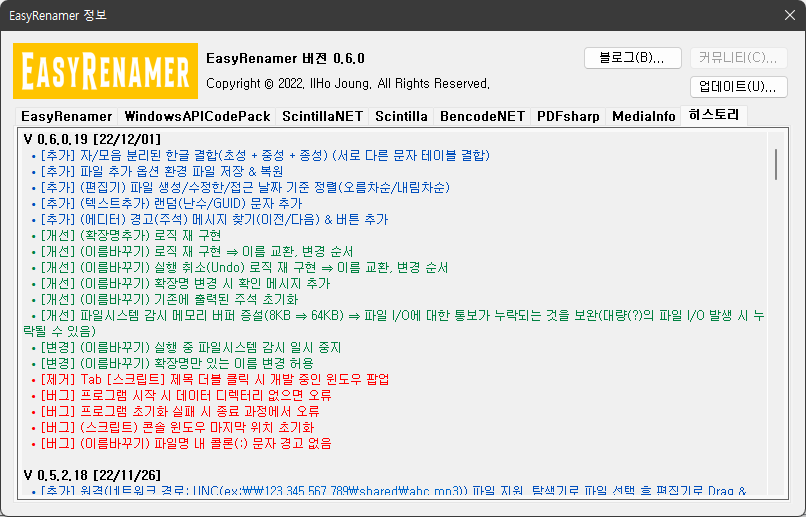 EasyRenamer 정보
EASYRENAMER
EasyRenamer 버젼 0.6.0
Copyright © 2022, IlHo Joung, All Rights Reserved,
블로그(B)...
커뮤니티(C)...
업데이트(U)...
EasyRenamer WindowsAPICodePack ScintillaNET Scintilla BencodeNET PDFsharp MediaInfo 히스토리
V 0.6.0.19 [22/12/01]
• [추가] 자/모음 분리된 한글 결합(초성 + 중성 + 종성) (서로 다른 문자 테이블 결합)
• [추가] 파일 추가 옵션 환경 파일 저장 & 복원
• [추가] (편집기) 파일 생성/수정한/접근 날짜 기준 정렬(오름차순/내림차순)
• [추가] (텍스트추가) 랜덤(난수/GUID) 문자 추가
• [추가] (에디터) 경고(주석) 메시지 찾기(이전/다음) & 버튼 추가
• [개선] (확장명추가) 로직 재 구현
• [개선] (이름바꾸기) 로직 재 구현 ⇒ 이름 교환, 변경 순서
• [개선] (이름바꾸기) 실행 취소(Undo) 로직 재 구현 ⇒ 이름 교환, 변경 순서
• [개선] (이름바꾸기) 확장명 변경 시 확인 메시지 추가
• [개선] (이름바꾸기) 기존에 출력된 주석 초기화
• [개선] 파일시스템 감시 메모리 버퍼 증설(8KB ⇒ 64KB) ⇒ 파일 I/O에 대한 통보가 누락되는 것을 보완(대량(?)의 파일 I/O 발생 시 누
락될 수 있음)
• [변경] (이름바꾸기) 실행 중 파일시스템 감시 일시 중지
• [변경] (이름바꾸기) 확장명만 있는 이름 변경 허용
• [제거] Tab [스크립트] 제목 더블 클릭 시 개발 중인 윈도우 팝업
• [버그] 프로그램 시작 시 데이터 디렉터리 없으면 오류
• [버그] 프로그램 초기화 실패 시 종료 과정에서 오류
• [버그] (스크립트) 콘솔 윈도우 마지막 위치 초기화
• [버그] (이름바꾸기) 파일명 내 콜론(:) 문자 경고 없음
V 0.5.2.18 [22/11/26]
• [추가] 원격(네트워크 경로: UNC(ex:₩₩123.345.567.789₩shared₩abc.mp3)) 파일 지원, 탐색기로 파일 선택 후 편집기로 Drag &